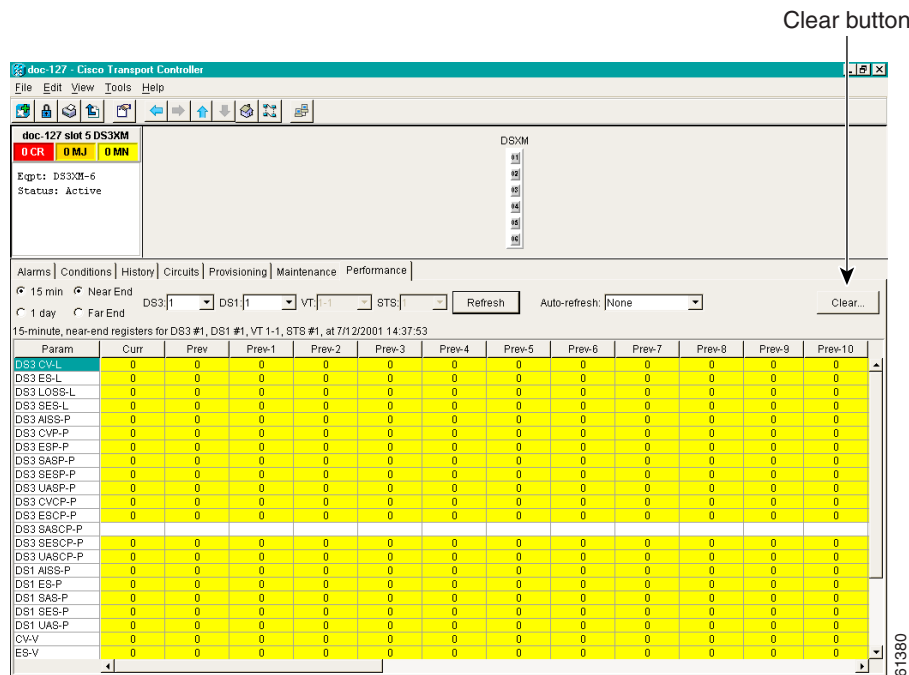 Clear button
doc-127 - Cisco Transport Controller
File Edit View Tools Help
doc-127 slot 5 DS3XM
0 CR 0 MJ 0 MN
Eqpt: DS3XM-6
Status: Active
DSXM
01
02
03
04
05
06
Alarms Conditions History Circuits Provisioning Maintenance Performance
15 min Near End
1 day Far End
DS3: 1 DS1: 1 VT: 1-1 STS: 1 Refresh Auto-refresh: None Clear...
15-minute, near-end registers for DS3 #1, DS1 #1, VT 1-1, STS #1, at 7/12/2001 14:37:53
Param Curr Prev Prev-1 Prev-2 Prev-3 Prev-4 Prev-5 Prev-6 Prev-7 Prev-8 Prev-9 Prev-10
DS3 CV-L 0 0 0 0 0 0 0 0 0 0 0 0
DS3 ES-L 0 0 0 0 0 0 0 0 0 0 0 0
DS3 LOSS-L 0 0 0 0 0 0 0 0 0 0 0 0
DS3 SES-L 0 0 0 0 0 0 0 0 0 0 0 0
DS3 AISS-P 0 0 0 0 0 0 0 0 0 0 0 0
DS3 CVP-P 0 0 0 0 0 0 0 0 0 0 0 0
DS3 ESP-P 0 0 0 0 0 0 0 0 0 0 0 0
DS3 SASP-P 0 0 0 0 0 0 0 0 0 0 0 0
DS3 SESP-P 0 0 0 0 0 0 0 0 0 0 0 0
DS3 UASP-P 0 0 0 0 0 0 0 0 0 0 0 0
DS3 CVCP-P 0 0 0 0 0 0 0 0 0 0 0 0
DS3 ESCP-P 0 0 0 0 0 0 0 0 0 0 0 0
DS3 SASCP-P
DS3 SESCP-P 0 0 0 0 0 0 0 0 0 0 0 0
DS3 UASCP-P 0 0 0 0 0 0 0 0 0 0 0 0
DS1 AISS-P 0 0 0 0 0 0 0 0 0 0 0 0
DS1 ES-P 0 0 0 0 0 0 0 0 0 0 0 0
DS1 SAS-P 0 0 0 0 0 0 0 0 0 0 0 0
DS1 SES-P 0 0 0 0 0 0 0 0 0 0 0 0
DS1 UAS-P 0 0 0 0 0 0 0 0 0 0 0 0
CV-V 0 0 0 0 0 0 0 0 0 0 0 0
ES-V 0 0 0 0 0 0 0 0 0 0 0 0
61380